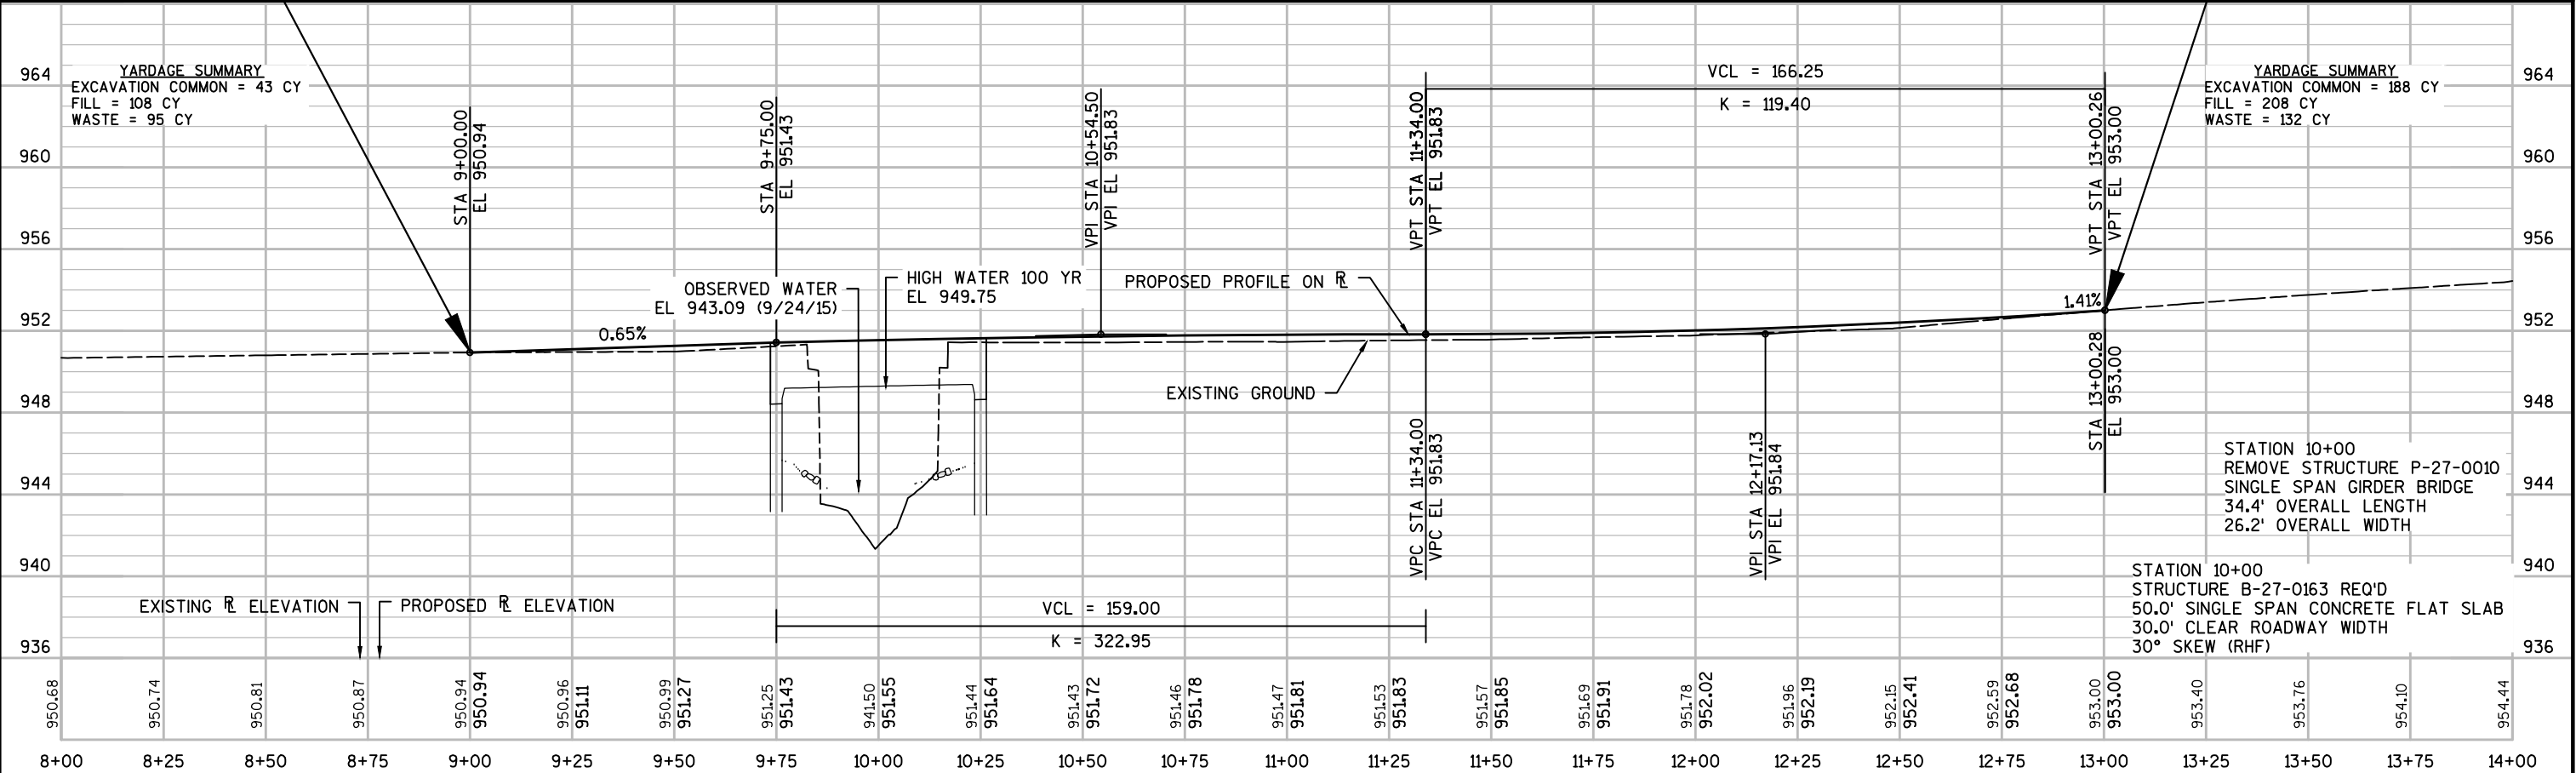 964
960
956
952
948
944
940
936
YARDAGE SUMMARY
EXCAVATION COMMON = 43 CY
FILL = 108 CY
WASTE = 95 CY
STA 9+00.00
EL 950.94
0.65%
STA 9+75.00
EL 951.43
OBSERVED WATER
EL 943.09 (9/24/15)
HIGH WATER 100 YR
EL 949.75
VPI STA 10+54.50
VPI EL 951.83
PROPOSED PROFILE ON RL
EXISTING GROUND
VPT STA 11+34.00
VPT EL 951.83
VPC STA 11+34.00
VPC EL 951.83
VCL = 166.25
K = 119.40
VPI STA 12+17.13
VPI EL 951.84
1.41%
VPT STA 13+00.26
VPT EL 953.00
STA 13+00.28
EL 953.00
YARDAGE SUMMARY
EXCAVATION COMMON = 188 CY
FILL = 208 CY
WASTE = 132 CY
964
960
956
952
948
944
940
936
STATION 10+00
REMOVE STRUCTURE P-27-0010
SINGLE SPAN GIRDER BRIDGE
34.4' OVERALL LENGTH
26.2' OVERALL WIDTH
STATION 10+00
STRUCTURE B-27-0163 REQ'D
50.0' SINGLE SPAN CONCRETE FLAT SLAB
30.0' CLEAR ROADWAY WIDTH
30° SKEW (RHF)
EXISTING RL ELEVATION
PROPOSED RL ELEVATION
VCL = 159.00
K = 322.95
950.68
950.74
950.81
950.87
950.94
950.94
950.96
951.11
950.99
951.27
951.25
951.43
941.50
951.55
951.44
951.64
951.43
951.72
951.46
951.78
951.47
951.81
951.53
951.83
951.57
951.85
951.69
951.91
951.78
952.02
951.96
952.19
952.15
952.41
952.59
952.68
953.00
953.00
953.40
953.76
954.10
954.44
8+00 8+25 8+50 8+75 9+00 9+25 9+50 9+75 10+00 10+25 10+50 10+75 11+00 11+25 11+50 11+75 12+00 12+25 12+50 12+75 13+00 13+25 13+50 13+75 14+00